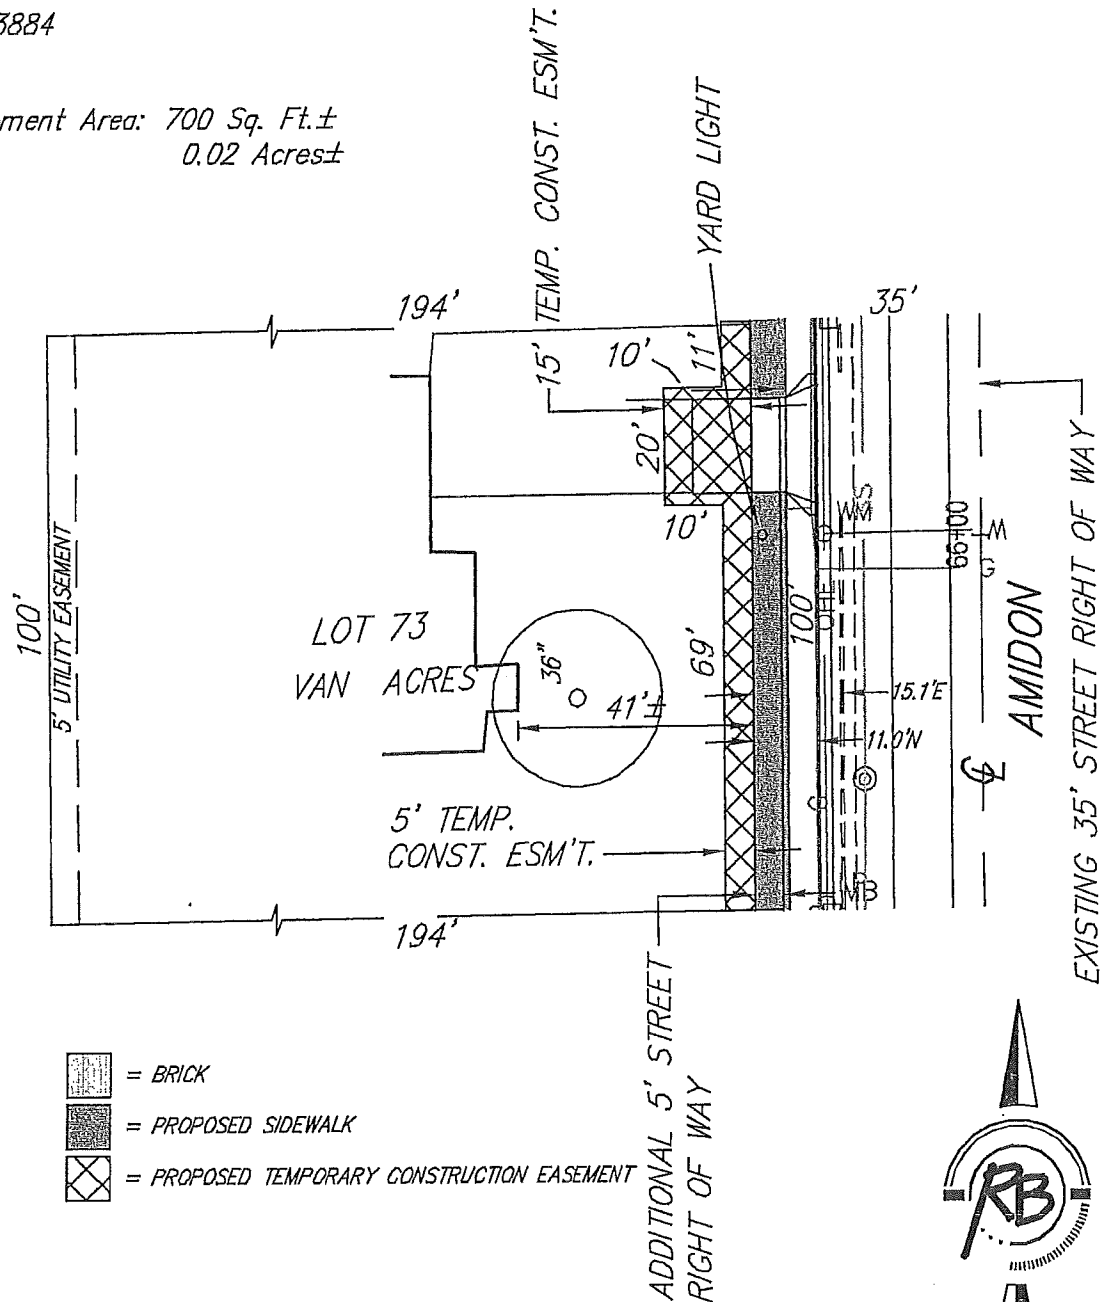 3884
ment Area: 700 Sq. Ft.±
0.02 Acres±
15' TEMP. CONST. ESM'T.
YARD LIGHT
194'
35'
10'
11'
20'
10'
100'
5' UTILITY EASEMENT
LOT 73
VAN ACRES
36"
41'±
69'
100'
OHL
W
MS
66+00
M
G
AMIDON
15.1'E
11.0'N
G
℄
EXISTING 35' STREET RIGHT OF WAY
5' TEMP.
CONST. ESM'T.
MB
194'
ADDITIONAL 5' STREET
RIGHT OF WAY
= BRICK
= PROPOSED SIDEWALK
= PROPOSED TEMPORARY CONSTRUCTION EASEMENT
RB